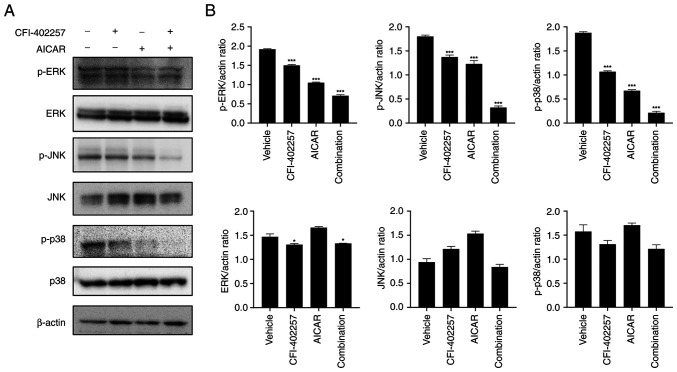 A
CFI-402257 – + – +
AICAR – – + +
p-ERK
ERK
p-JNK
JNK
p-p38
p38
β-actin
B
p-ERK/actin ratio
2.5
2.0
1.5
1.0
0.5
0.0
***
***
***
Vehicle
CFI-402257
AICAR
Combination
p-JNK/actin ratio
2.0
1.5
1.0
0.5
0.0
***
***
***
Vehicle
CFI-402257
AICAR
Combination
p-p38/actin ratio
2.0
1.5
1.0
0.5
0.0
***
***
***
Vehicle
CFI-402257
AICAR
Combination
ERK/actin ratio
2.0
1.5
1.0
0.5
0.0
*
*
Vehicle
CFI-402257
AICAR
Combination
JNK/actin ratio
2.0
1.5
1.0
0.5
0.0
Vehicle
CFI-402257
AICAR
Combination
p-p38/actin ratio
2.0
1.5
1.0
0.5
0.0
Vehicle
CFI-402257
AICAR
Combination